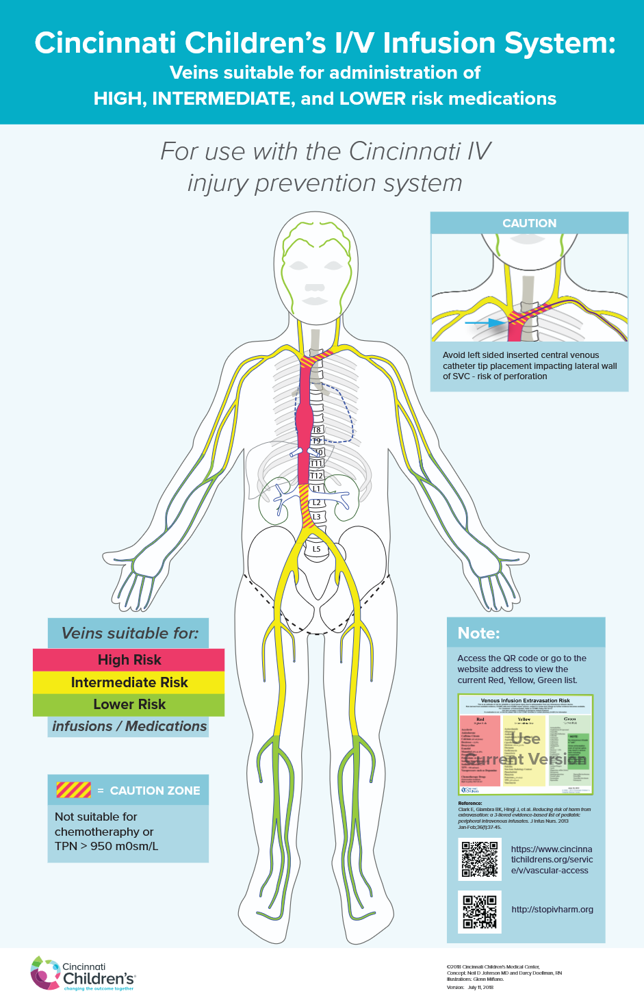 Cincinnati Children's I/V Infusion System:
Veins suitable for administration of
HIGH, INTERMEDIATE, and LOWER risk medications
For use with the Cincinnati IV
injury prevention system
CAUTION
Avoid left sided inserted central venous
catheter tip placement impacting lateral wall
of SVC - risk of perforation
T8
T9
T11
T12
L1
L2
L3
L5
Veins suitable for:
High Risk
Intermediate Risk
Lower Risk
infusions / Medications
= CAUTION ZONE
Not suitable for
chemotheraphy or
TPN > 950 m0sm/L
Note:
Access the QR code or go to the
website address to view the
current Red, Yellow, Green list.
Venous Infusion Extravasation Risk
Red
Yellow
Green
Use
Current Version
Reference:
Clark E, Giambra BK, Hingl J, et al. Reducing risk of harm from
extravasation: a 3-tiered evidence-based list of pediatric
peripheral intravenous infusates. J Infus Nurs. 2013
Jan-Feb;36(1):37-45.
https://www.cincinna
tichildrens.org/servic
e/v/vascular-access
http://stopivharm.org
Cincinnati
Children's
changing the outcome together
©2018 Cincinnati Children's Medical Center,
Concept: Neil D Johnson MD and Darcy Doellman, RN
Illustrations: Glenn Miñano.
Version: July 11, 2018